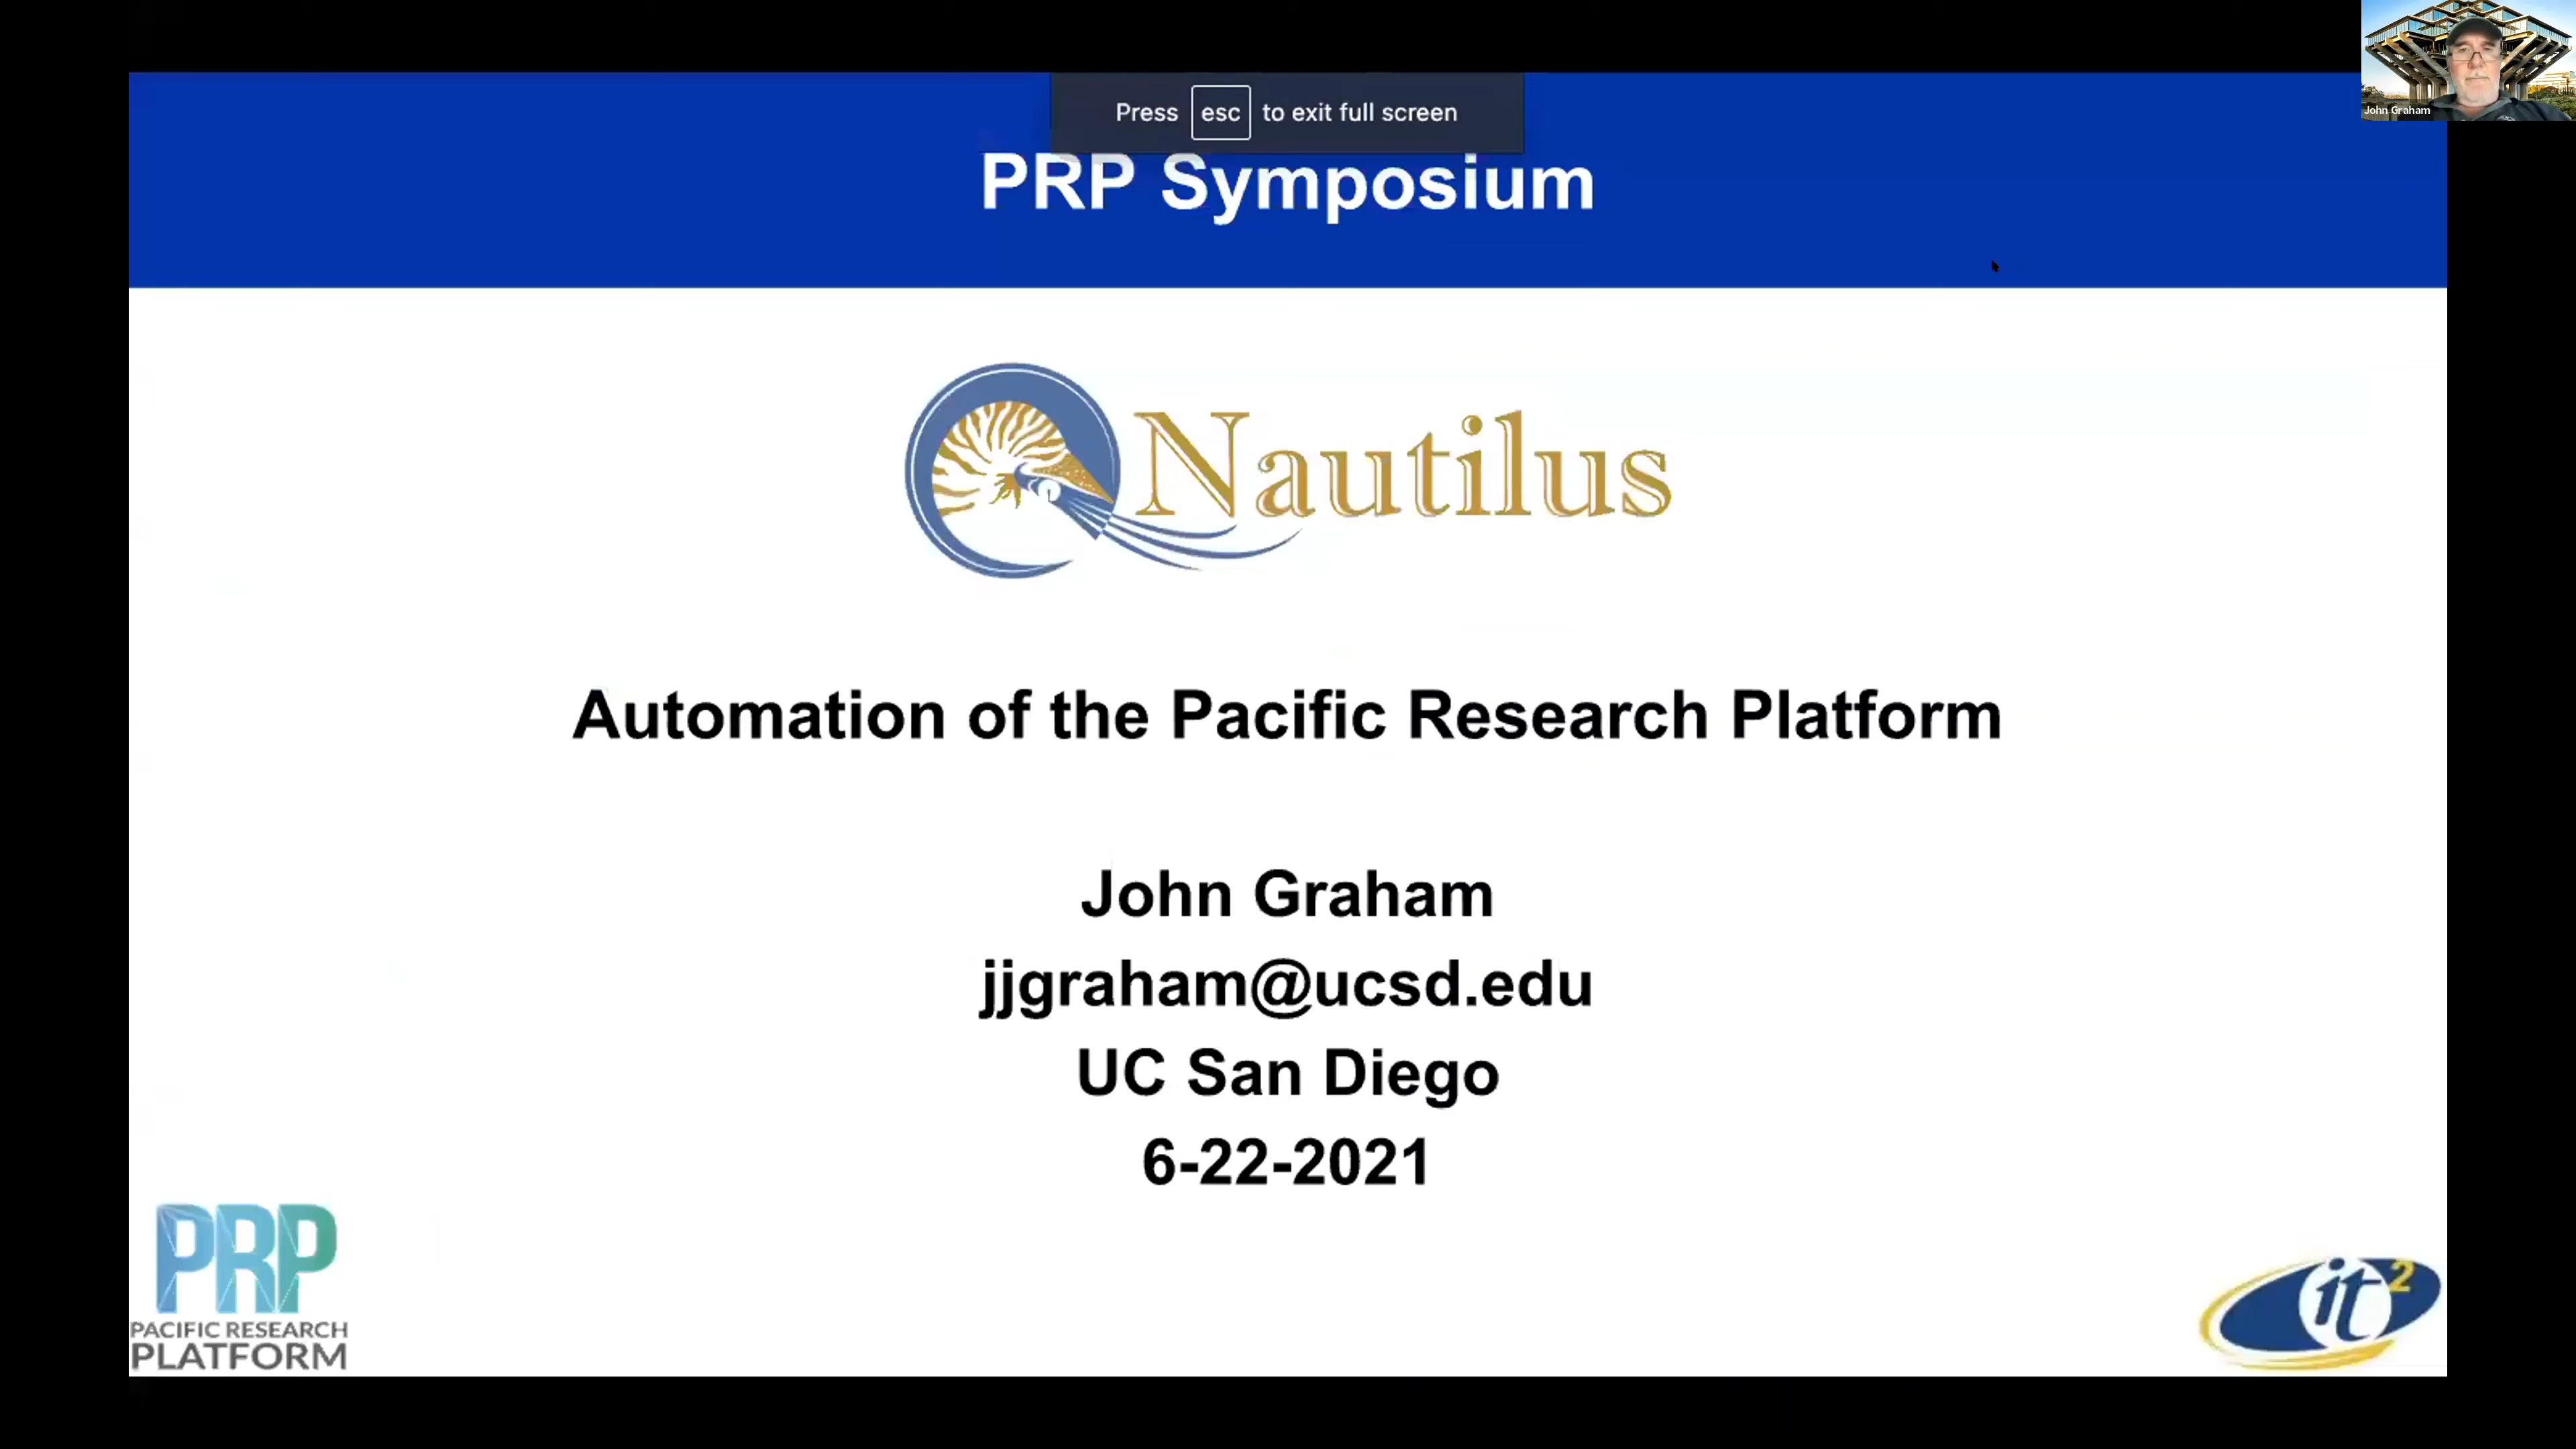 Press esc to exit full screen
John Graham
PRP Symposium
Nautilus
Automation of the Pacific Research Platform
John Graham
jjgraham@ucsd.edu
UC San Diego
6-22-2021
PRP
PACIFIC RESEARCH
PLATFORM
it2